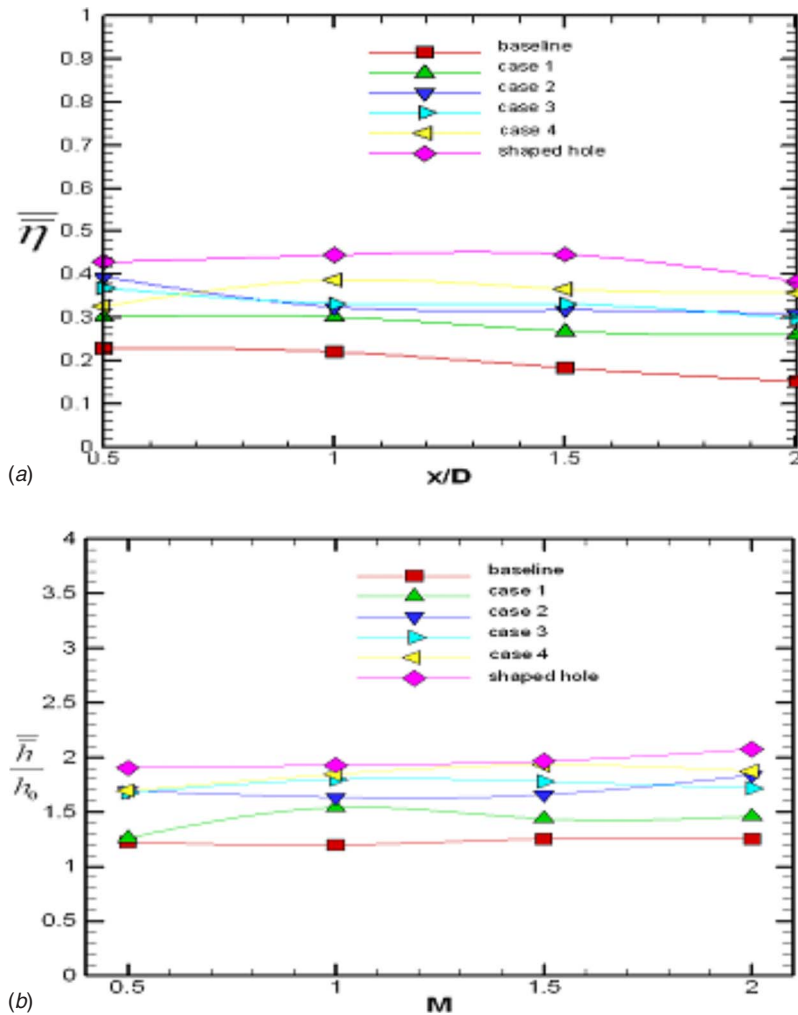 1
0.9
0.8
0.7
0.6
0.5
0.4
0.3
0.2
0.1
0
η
baseline
case 1
case 2
case 3
case 4
shaped hole
0.5
1
1.5
2
x/D
(a)
4
3.5
3
2.5
2
1.5
1
0.5
0
h
h₀
baseline
case 1
case 2
case 3
case 4
shaped hole
0.5
1
1.5
2
M
(b)